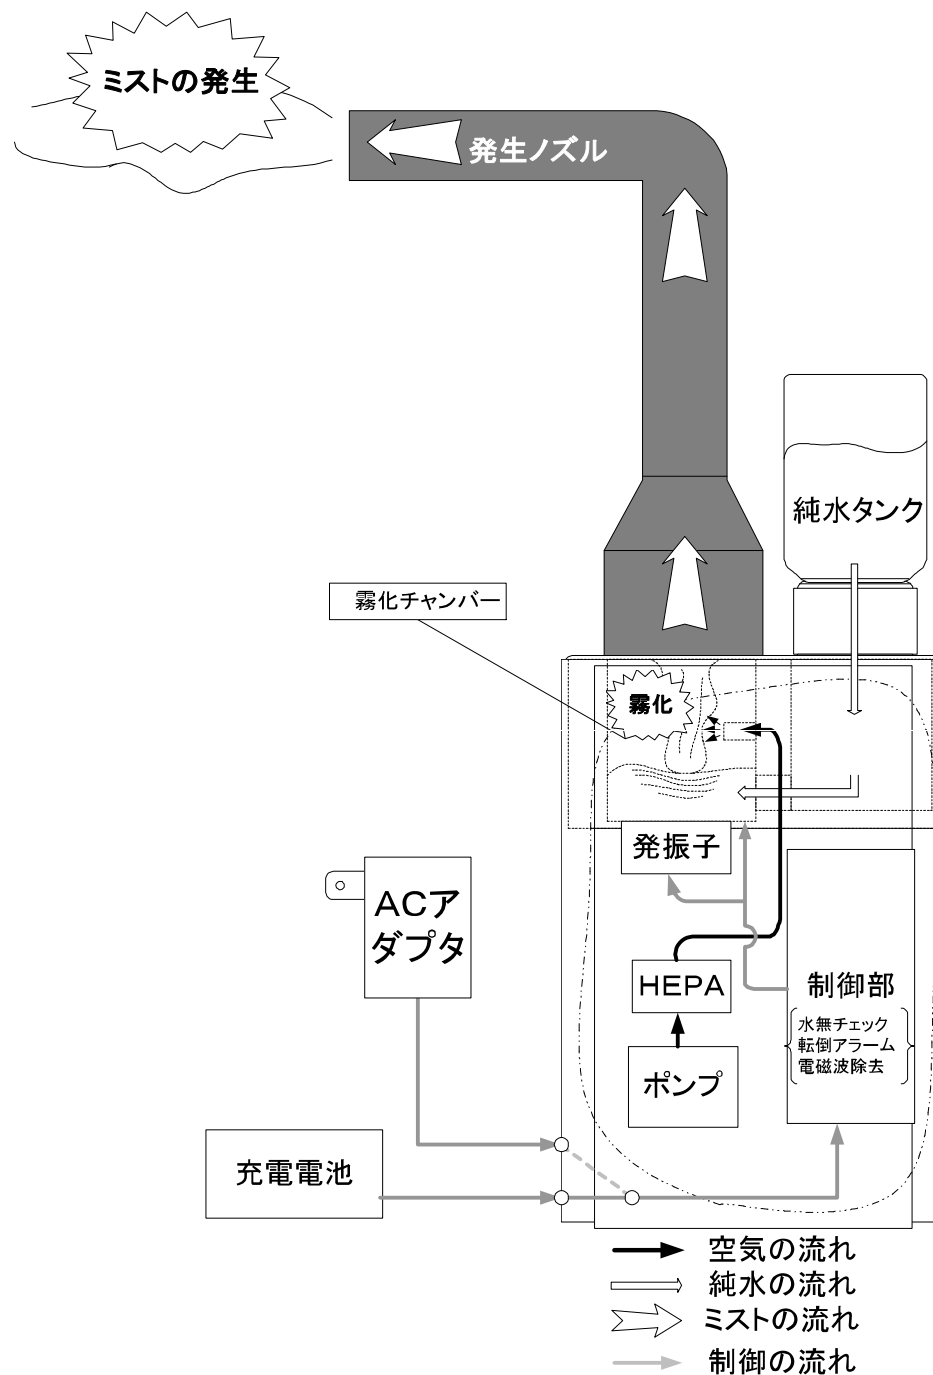 ミストの発生
発生ノズル
純水タンク
霧化チャンバー
霧化
発振子
ACア
ダプタ
HEPA
制御部
水無チェック
転倒アラーム
電磁波除去
ポンプ
充電電池
空気の流れ
純水の流れ
ミストの流れ
制御の流れ